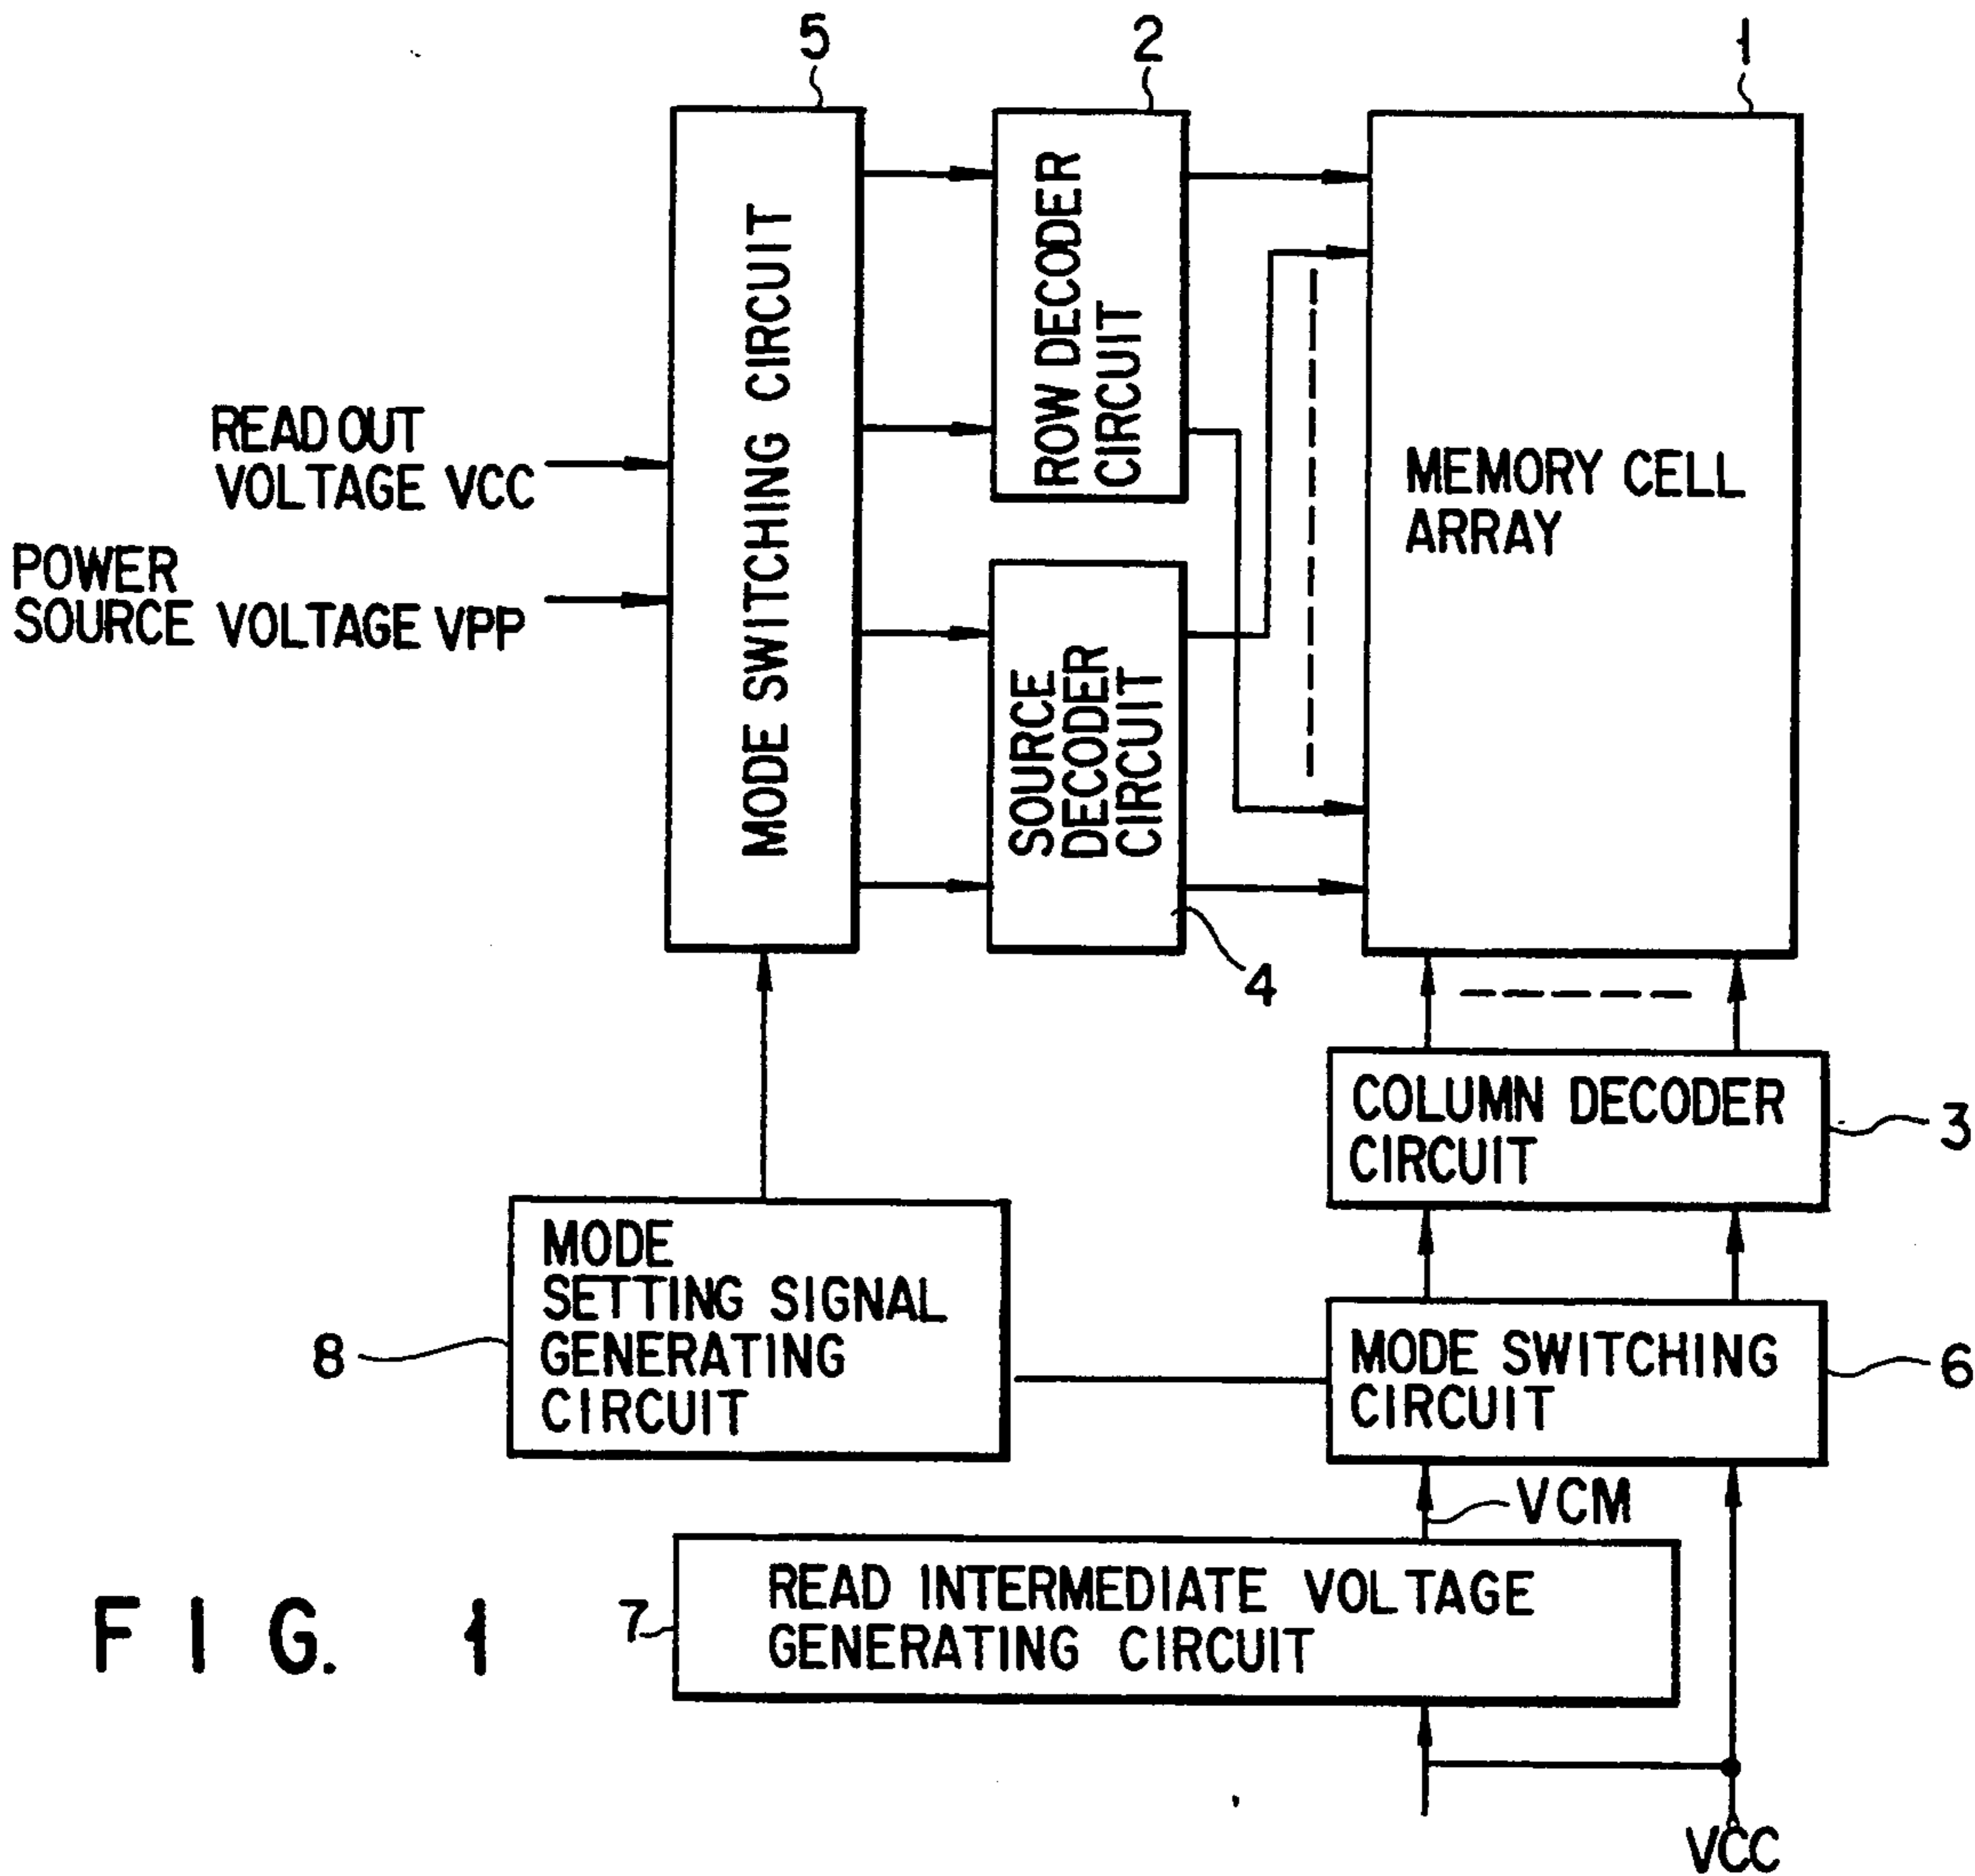 5
2
1
MODE SWITCHING CIRCUIT
ROW DECODER
CIRCUIT
MEMORY CELL
ARRAY
READ OUT
VOLTAGE VCC
POWER
SOURCE VOLTAGE VPP
SOURCE
DECODER
CIRCUIT
4
COLUMN DECODER
CIRCUIT
3
MODE
SETTING SIGNAL
GENERATING
CIRCUIT
8
MODE SWITCHING
CIRCUIT
6
VCM
READ INTERMEDIATE VOLTAGE
GENERATING CIRCUIT
7
FIG. 1
VCC